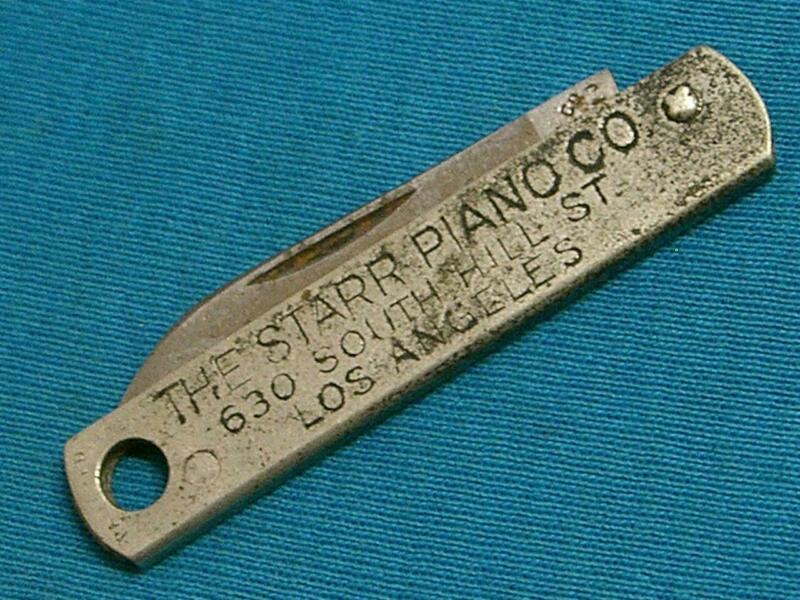 THE STARR PIANO CO
630 SOUTH HILL ST.
LOS ANGELES